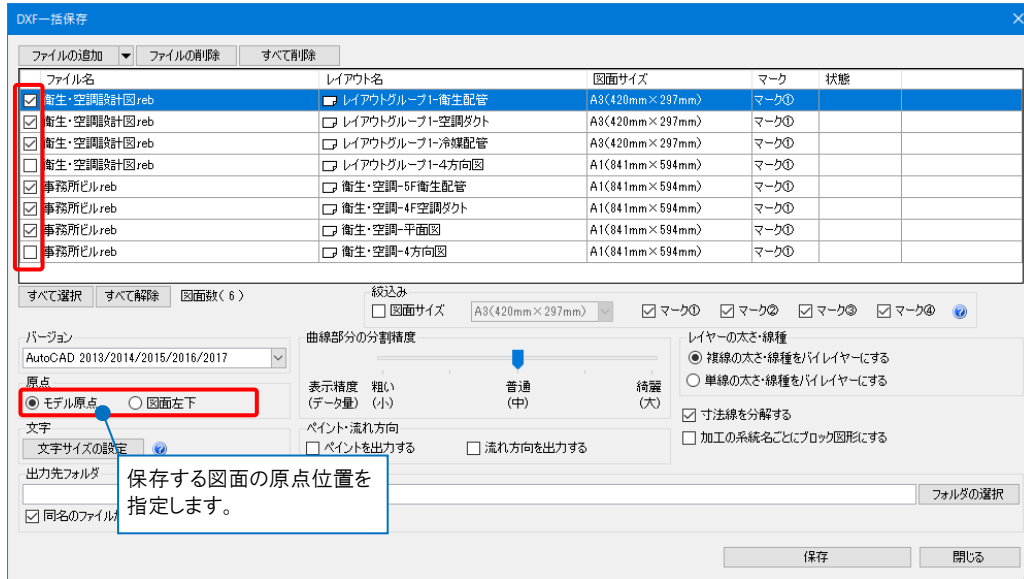 DXF一括保存
ファイルの追加 ファイルの削除 すべて削除
ファイル名 レイアウト名 図面サイズ マーク 状態
衛生・空調設計図.reb レイアウトグループ1-衛生配管 A3(420mm×297mm) マーク①
衛生・空調設計図.reb レイアウトグループ1-空調ダクト A3(420mm×297mm) マーク①
衛生・空調設計図.reb レイアウトグループ1-冷媒配管 A3(420mm×297mm) マーク①
衛生・空調設計図.reb レイアウトグループ1-4方向図 A1(841mm×594mm) マーク①
事務所ビル.reb 衛生・空調-5F衛生配管 A1(841mm×594mm) マーク①
事務所ビル.reb 衛生・空調-4F空調ダクト A1(841mm×594mm) マーク①
事務所ビル.reb 衛生・空調-平面図 A1(841mm×594mm) マーク①
事務所ビル.reb 衛生・空調-4方向図 A1(841mm×594mm) マーク①
すべて選択 すべて解除 図面数(6)
絞込み
図面サイズ A3(420mm×297mm) マーク① マーク② マーク③ マーク④
バージョン
AutoCAD 2013/2014/2015/2016/2017
曲線部分の分割精度
表示精度 粗い 普通 綺麗
(データ量) (小) (中) (大)
レイヤーの太さ・線種
複線の太さ・線種をバイレイヤーにする
単線の太さ・線種をバイレイヤーにする
原点
モデル原点 図面左下
寸法線を分解する
加工の系統名ごとにブロック図形にする
文字
文字サイズの設定
ペイント・流れ方向
ペイントを出力する 流れ方向を出力する
保存する図面の原点位置を
指定します。
出力先フォルダ
フォルダの選択
同名のファイル
保存 閉じる